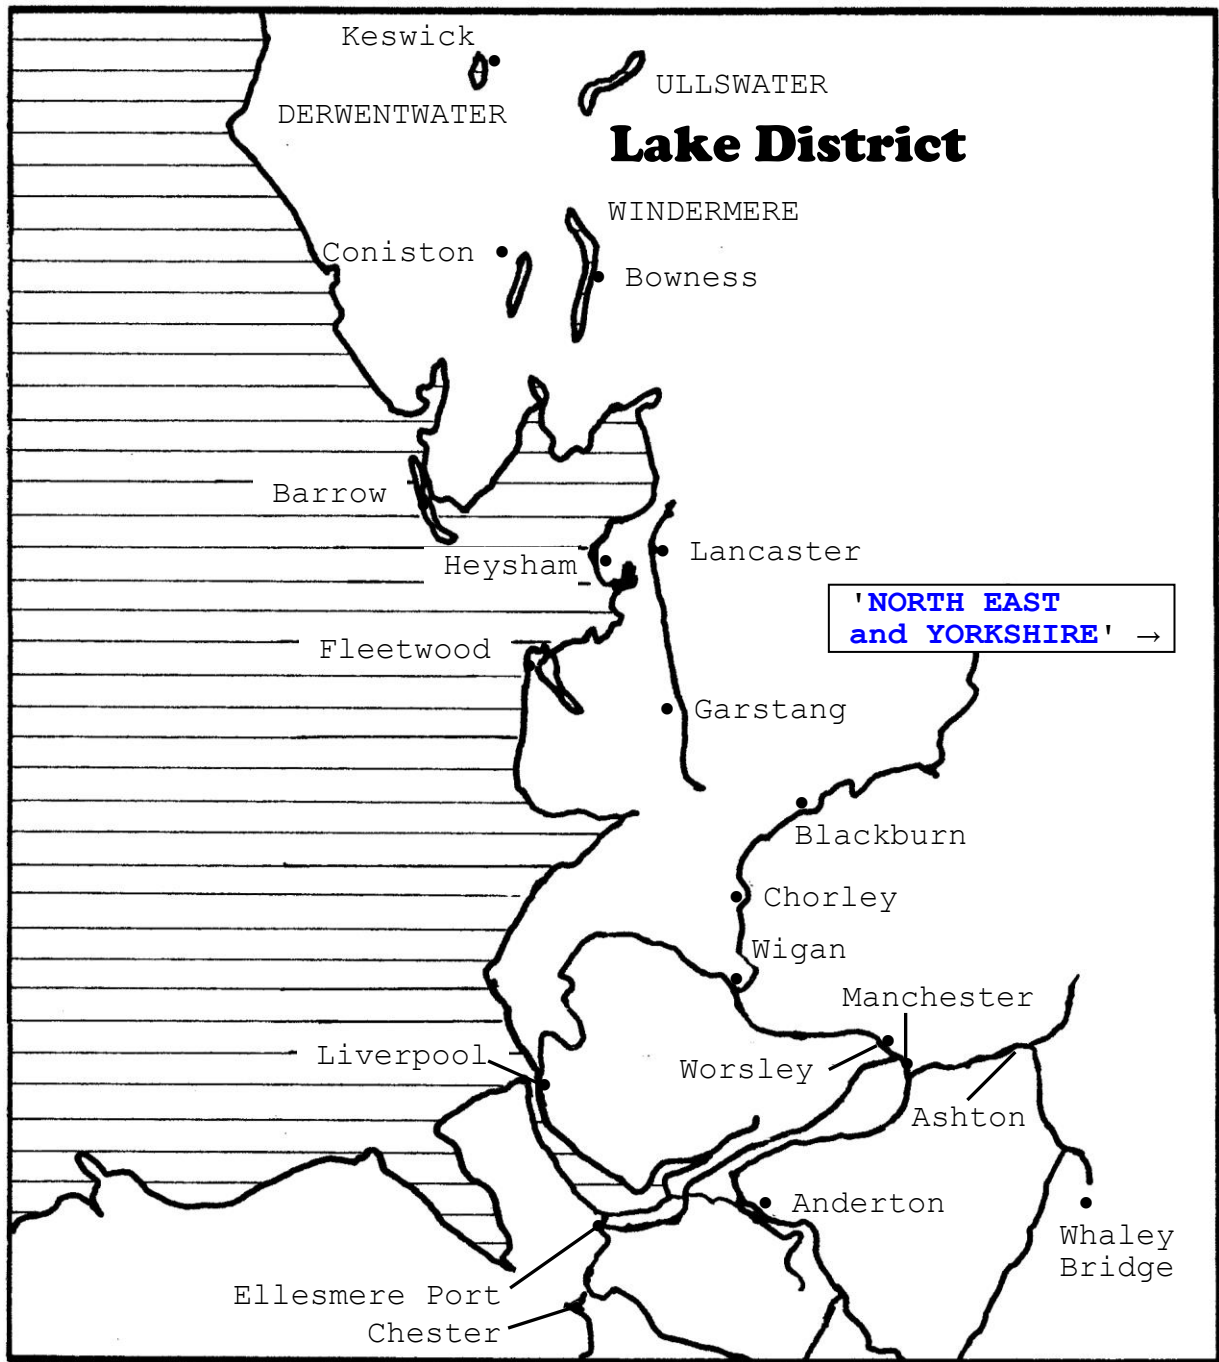 Keswick
ULLSWATER
DERWENTWATER
Lake District
WINDERMERE
Coniston
Bowness
Barrow
Lancaster
Heysham
'NORTH EAST
and YORKSHIRE' →
Fleetwood
Garstang
Blackburn
Chorley
Wigan
Manchester
Liverpool
Worsley
Ashton
Anderton
Whaley
Bridge
Ellesmere Port
Chester